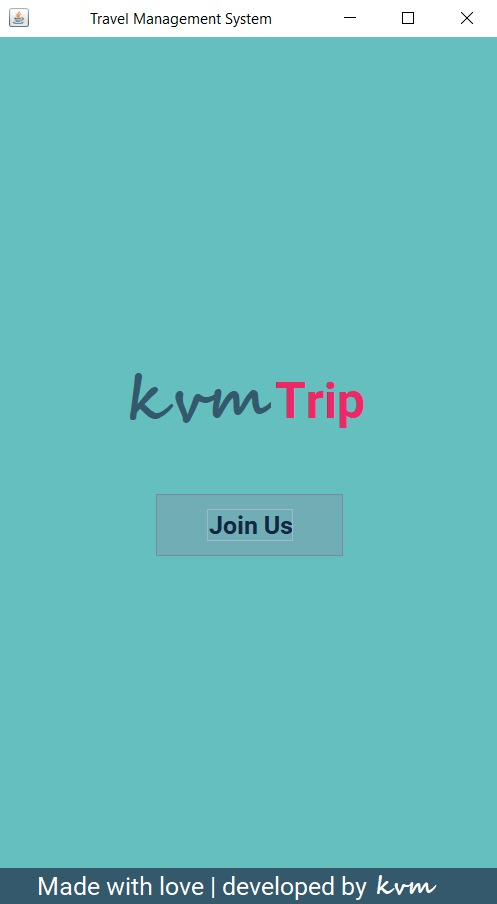 Travel Management System
kvm Trip
Join Us
Made with love | developed by kvm